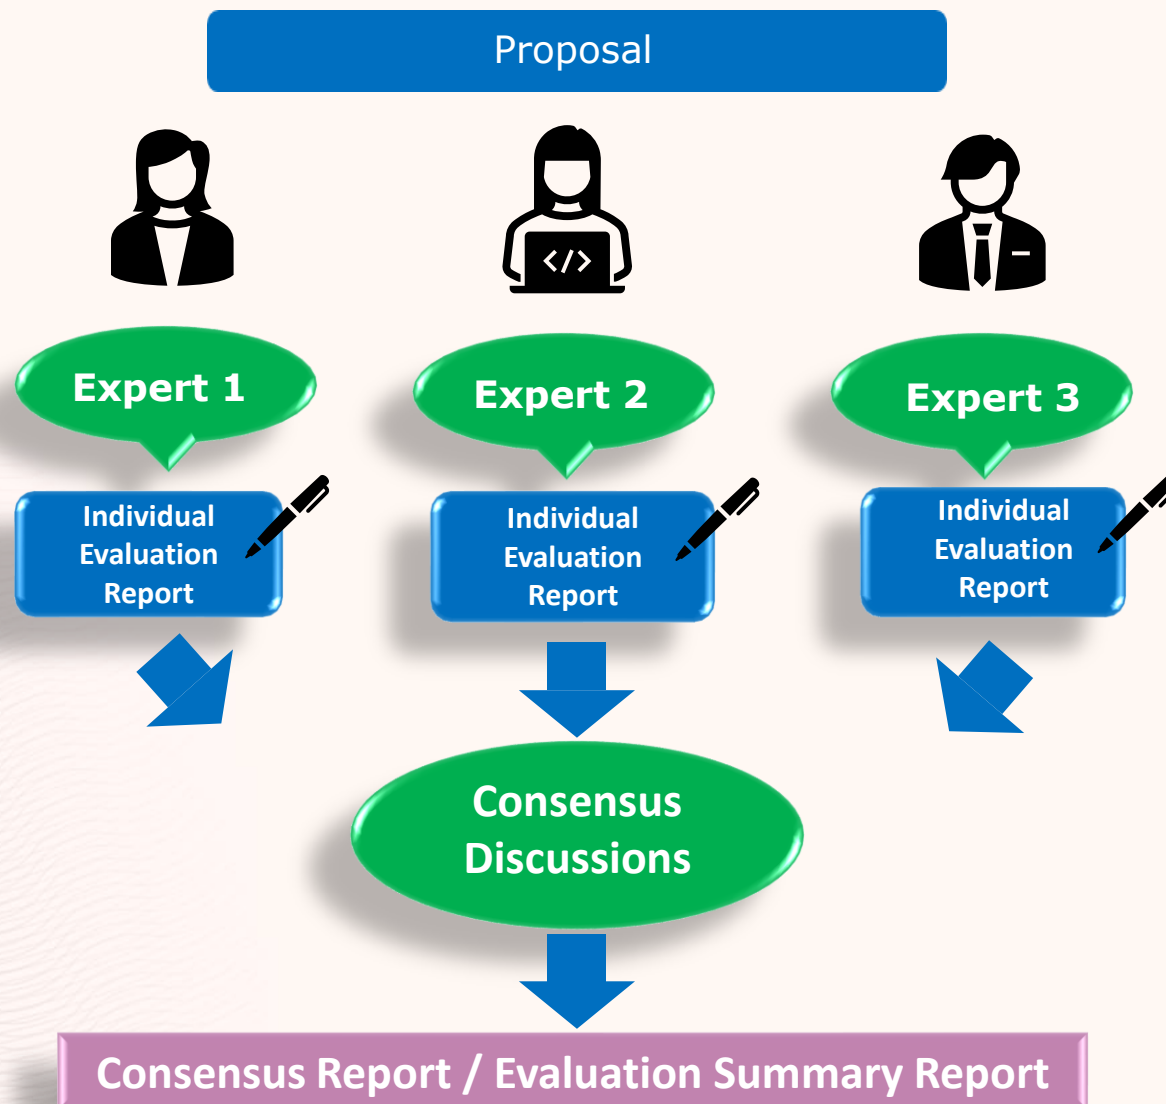 Proposal
</>
Expert 1
Expert 2
Expert 3
Individual
Evaluation
Report
Individual
Evaluation
Report
Individual
Evaluation
Report
Consensus
Discussions
Consensus Report / Evaluation Summary Report